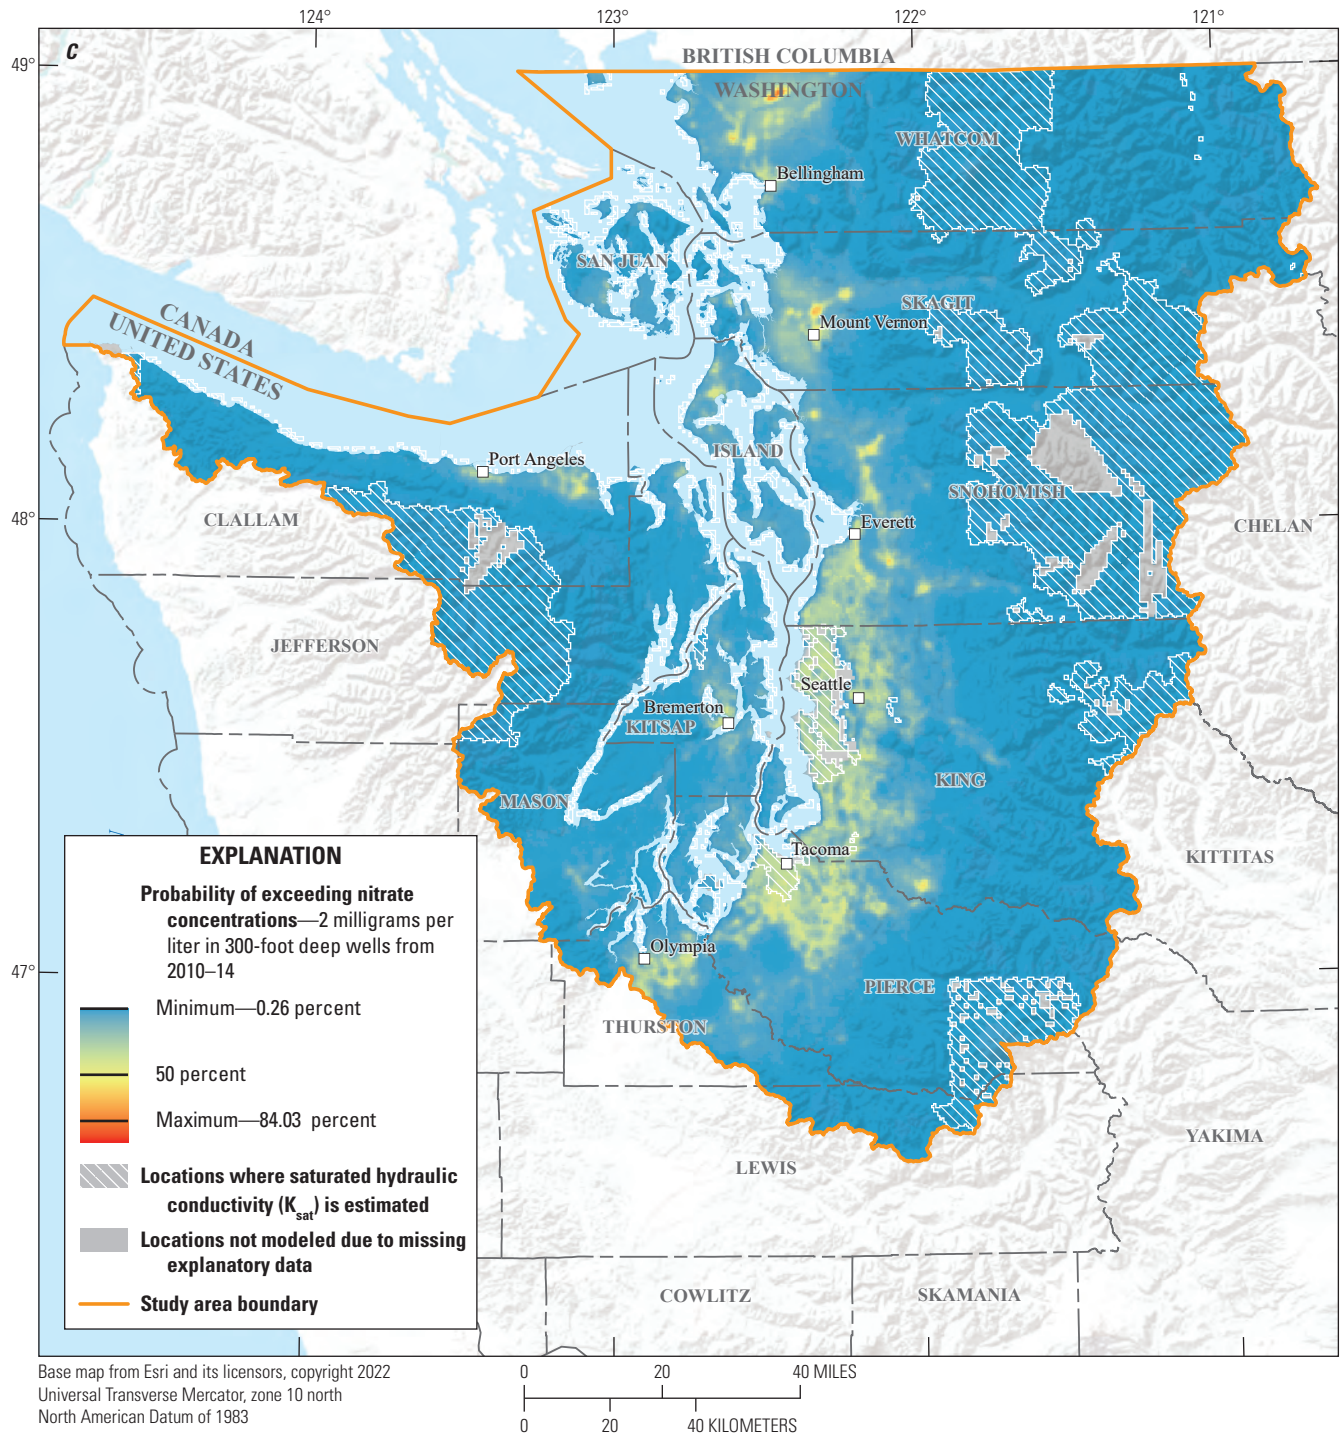 124°
123°
122°
121°
C
49°
BRITISH COLUMBIA
WASHINGTON
WHATCOM
Bellingham
SAN JUAN
SKAGIT
Mount Vernon
CANADA
UNITED STATES
ISLAND
Port Angeles
SNOHOMISH
48°
CLALLAM
Everett
CHELAN
JEFFERSON
Seattle
Bremerton
KITSAP
KING
MASON
Tacoma
KITTITAS
Olympia
47°
PIERCE
THURSTON
YAKIMA
LEWIS
COWLITZ
SKAMANIA
EXPLANATION
Probability of exceeding nitrate
concentrations—2 milligrams per
liter in 300-foot deep wells from
2010–14
Minimum—0.26 percent
50 percent
Maximum—84.03 percent
Locations where saturated hydraulic
conductivity (Ksat) is estimated
Locations not modeled due to missing
explanatory data
Study area boundary
Base map from Esri and its licensors, copyright 2022
Universal Transverse Mercator, zone 10 north
North American Datum of 1983
0 20 40 MILES
0 20 40 KILOMETERS